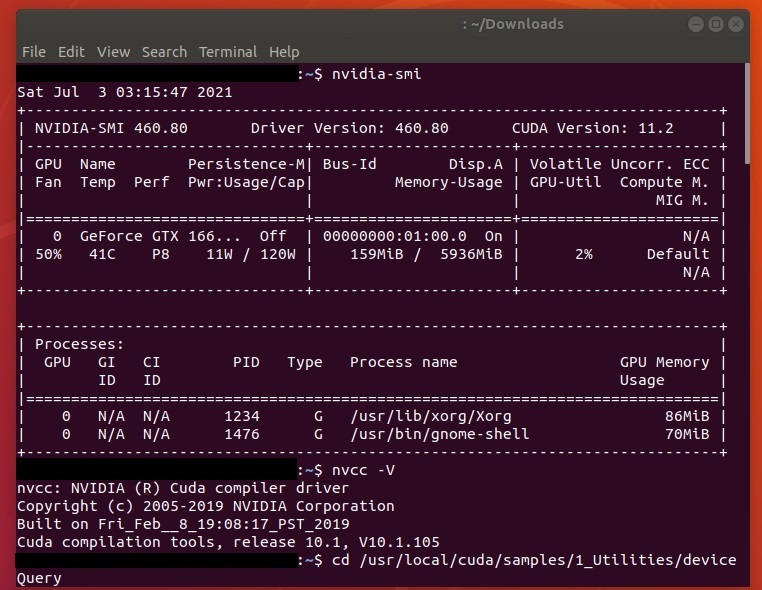 : ~/Downloads
File Edit View Search Terminal Help
:~$ nvidia-smi
Sat Jul  3 03:15:47 2021
+-----------------------------------------------------------------------------+
| NVIDIA-SMI 460.80       Driver Version: 460.80       CUDA Version: 11.2     |
|-------------------------------+----------------------+----------------------+
| GPU  Name        Persistence-M| Bus-Id        Disp.A | Volatile Uncorr. ECC |
| Fan  Temp  Perf  Pwr:Usage/Cap|         Memory-Usage | GPU-Util  Compute M. |
|                               |                      |               MIG M. |
|===============================+======================+======================|
|   0  GeForce GTX 166...  Off  | 00000000:01:00.0  On |                  N/A |
| 50%   41C    P8    11W / 120W |    159MiB /  5936MiB |      2%      Default |
|                               |                      |                  N/A |
+-------------------------------+----------------------+----------------------+
+-----------------------------------------------------------------------------+
| Processes:                                                                  |
|  GPU   GI   CI        PID   Type   Process name                  GPU Memory |
|        ID   ID                                                   Usage      |
|=============================================================================|
|    0   N/A  N/A      1234      G   /usr/lib/xorg/Xorg                 86MiB |
|    0   N/A  N/A      1476      G   /usr/bin/gnome-shell               70MiB |
+-----------------------------------------------------------------------------+
:~$ nvcc -V
nvcc: NVIDIA (R) Cuda compiler driver
Copyright (c) 2005-2019 NVIDIA Corporation
Built on Fri_Feb__8_19:08:17_PST_2019
Cuda compilation tools, release 10.1, V10.1.105
:~$ cd /usr/local/cuda/samples/1_Utilities/device
Query